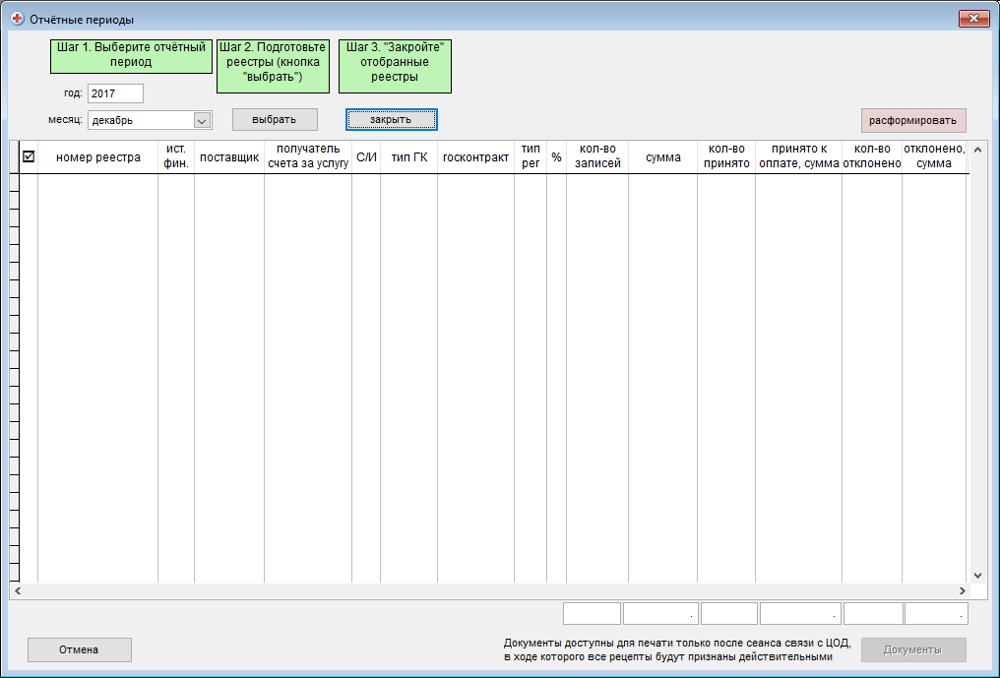 Отчётные периоды
Шаг 1. Выберите отчётный
период
Шаг 2. Подготовьте
реестры (кнопка
"выбрать")
Шаг 3. "Закройте"
отобранные
реестры
год: 2017
месяц: декабрь
выбрать
закрыть
расформировать
номер реестра
ист.
фин.
поставщик
получатель
счета за услугу
С/И
тип ГК
госконтракт
тип
рег
%
кол-во
записей
сумма
кол-во
принято
принято к
оплате, сумма
кол-во
отклонено
отклонено,
сумма
Отмена
Документы доступны для печати только после сеанса связи с ЦОД,
в ходе которого все рецепты будут признаны действительными
Документы